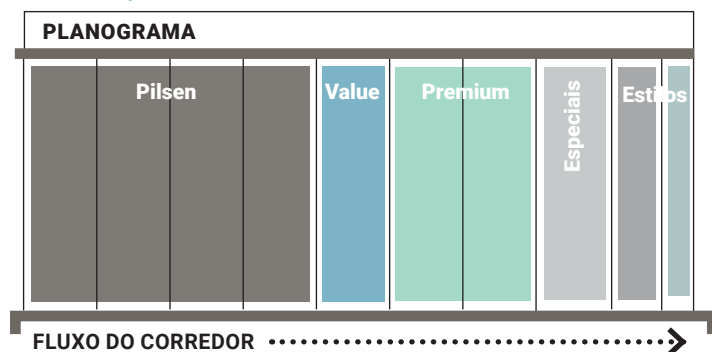 PLANOGRAMA
Pilsen
Value
Premium
Especiais
Estilos
FLUXO DO CORREDOR